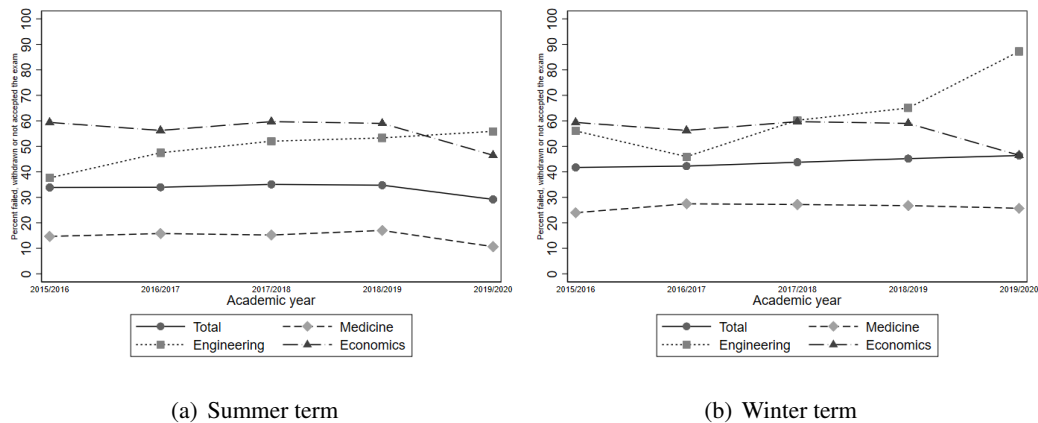 Percent failed, withdrawn or not accepted the exam
100
90
80
70
60
50
40
30
20
10
0
2015/2016 2016/2017 2017/2018 2018/2019 2019/2020
Academic year
Total Medicine
Engineering Economics
(a) Summer term
Percent failed, withdrawn or not accepted the exam
100
90
80
70
60
50
40
30
20
10
0
2015/2016 2016/2017 2017/2018 2018/2019 2019/2020
Academic year
Total Medicine
Engineering Economics
(b) Winter term